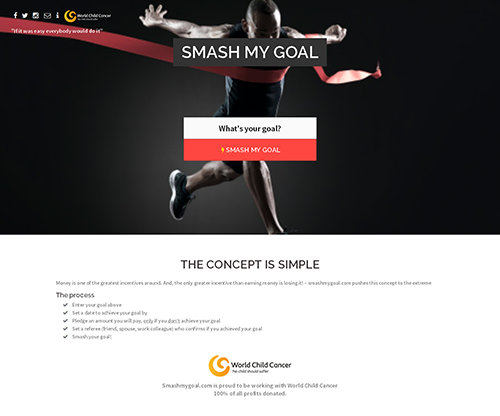 World Child Cancer
No child should suffer
"If it was easy everybody would do it"
SMASH MY GOAL
What's your goal?
SMASH MY GOAL
THE CONCEPT IS SIMPLE
Money is one of the greatest incentives around. And, the only greater incentive than earning money is losing it! - smashmygoal.com pushes this concept to the extreme
The process
Enter your goal above
Set a date to achieve your goal by
Pledge an amount you will pay, only if you don't achieve your goal
Set a referee (friend, spouse, work colleague) who confirms if you achieved your goal
Smash your goal!
World Child Cancer
No child should suffer
Smashmygoal.com is proud to be working with World Child Cancer
100% of all profits donated.